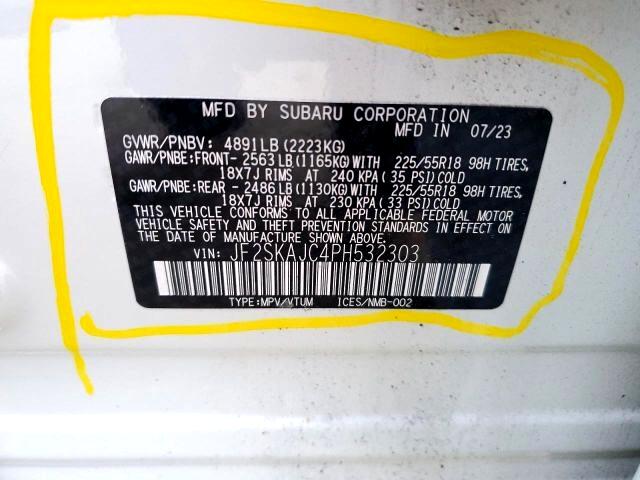 MFD BY SUBARU CORPORATION
MFD IN 07/23
GVWR/PNBV: 4891LB(2223KG)
GAWR/PNBE:FRONT-2563LB(1165KG)WITH 225/55R18 98H TIRES,
18X7J RIMS AT 240 KPA(35 PSI)COLD
GAWR/PNBE:REAR -2486LB(1130KG)WITH 225/55R18 98H TIRES,
18X7J RIMS AT 230 KPA(33 PSI)COLD
THIS VEHICLE CONFORMS TO ALL APPLICABLE FEDERAL MOTOR
VEHICLE SAFETY AND THEFT PREVENTION STANDARDS IN EFFECT ON THE
DATE OF MANUFACTURE SHOWN ABOVE.
VIN: JF2SKAJC4PH532303
TYPE:MPV/VTUM ICES/NMB-002